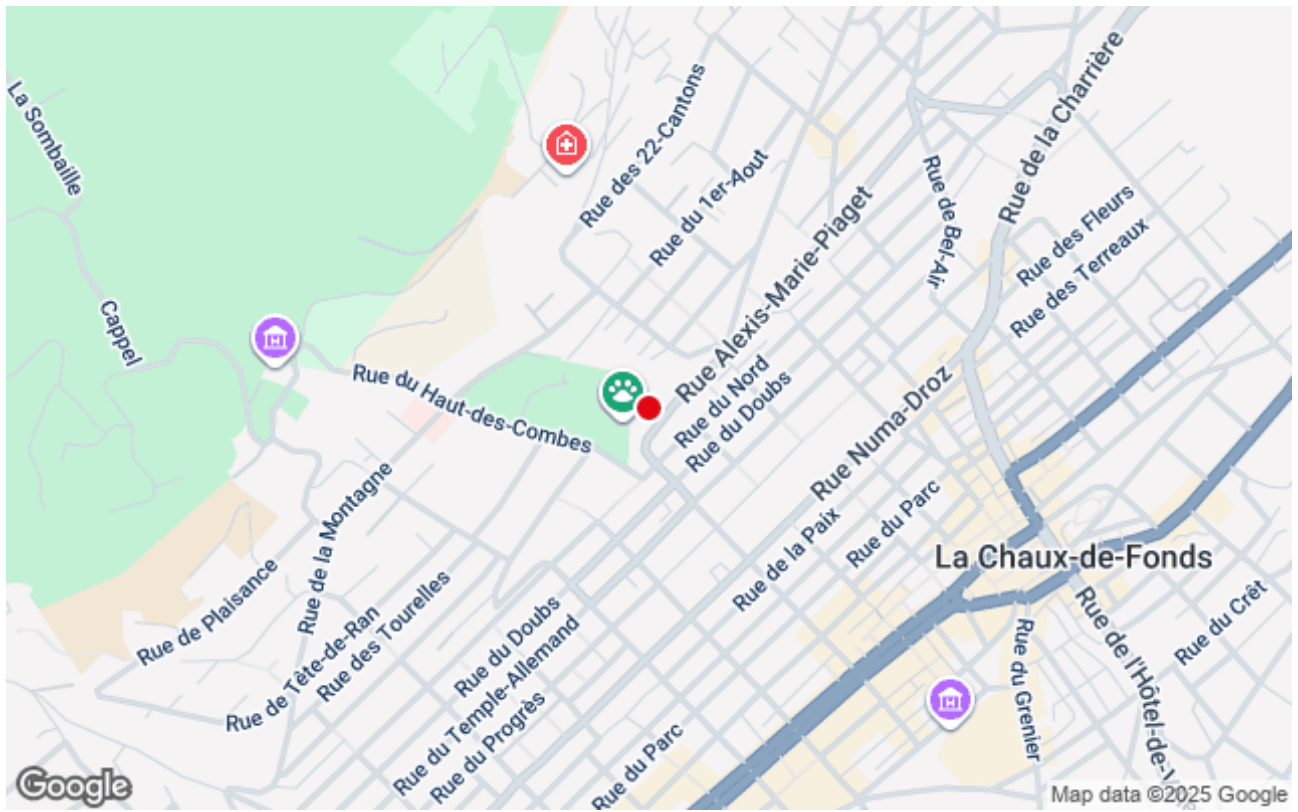 La Sombaille
Rue des 22-Cantons
Rue du 1er-Aout
Rue de la Charrière
Rue de Bel-Air
Rue des Fleurs
Rue des Terreaux
Cappel
Rue Alexis-Marie-Piaget
Rue du Haut-des-Combes
Rue du Nord
Rue du Doubs
Rue Numa-Droz
Rue de la Montagne
Rue du Parc
Rue de la Paix
La Chaux-de-Fonds
Rue de Plaisance
Rue de Tête-de-Ran
Rue des Tourelles
Rue du Doubs
Rue du Temple-Allemand
Rue du Progrès
Rue du Parc
Rue du Crêt
Rue du Grenier
Rue de l'Hôtel-de-V
Google
Map data ©2025 Google